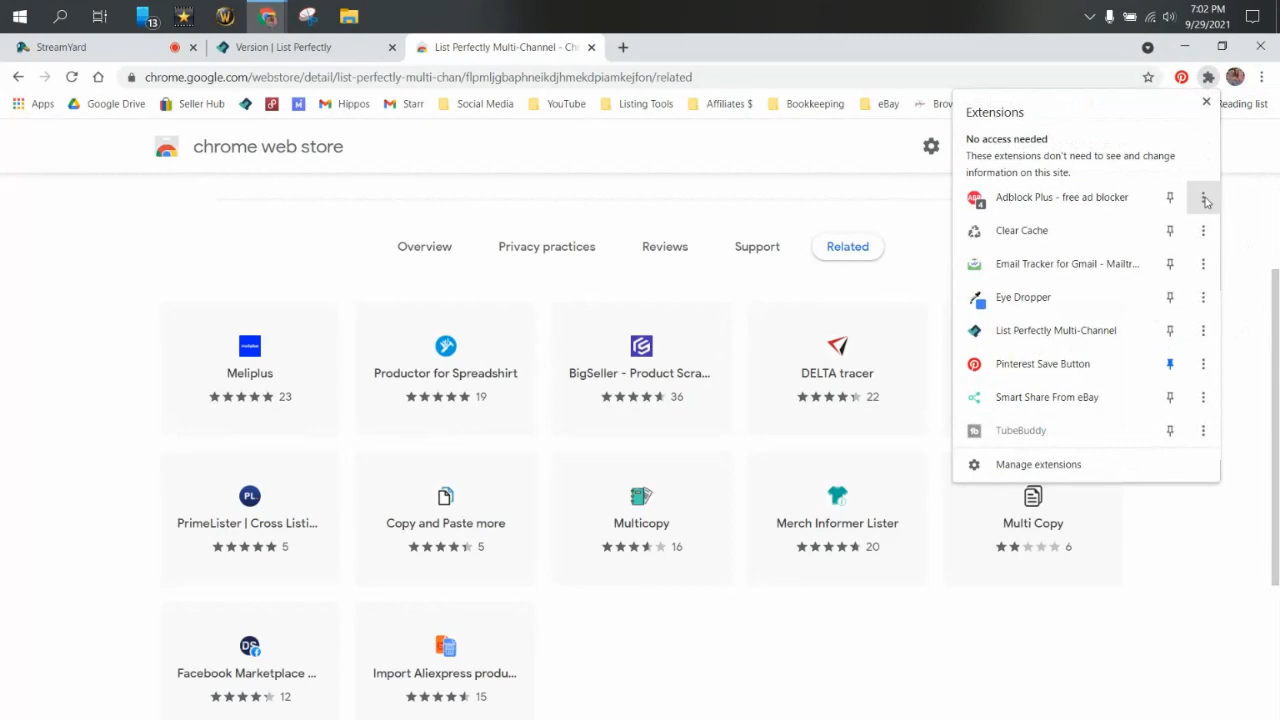 13
7:02 PM
9/29/2021
StreamYard
Version | List Perfectly
List Perfectly Multi-Channel - Ch
chrome.google.com/webstore/detail/list-perfectly-multi-chan/flpmljgbaphneikdjhmekdpiamkejfon/related
Apps
Google Drive
Seller Hub
Hippos
Starr
Social Media
YouTube
Listing Tools
Affiliates $
Bookkeeping
eBay
Brow
Reading list
chrome web store
Extensions
No access needed
These extensions don't need to see and change
information on this site.
Adblock Plus - free ad blocker
ABP
4
Clear Cache
Email Tracker for Gmail - Mailtr...
Eye Dropper
List Perfectly Multi-Channel
Pinterest Save Button
Smart Share From eBay
tb
TubeBuddy
Manage extensions
Overview
Privacy practices
Reviews
Support
Related
Meliplus
23
Productor for Spreadshirt
19
BigSeller - Product Scra...
36
DELTA tracer
22
PL
PrimeLister | Cross Listi...
5
Copy and Paste more
5
Multicopy
16
Merch Informer Lister
20
Multi Copy
6
DS
Facebook Marketplace ...
12
Import Aliexpress produ...
15